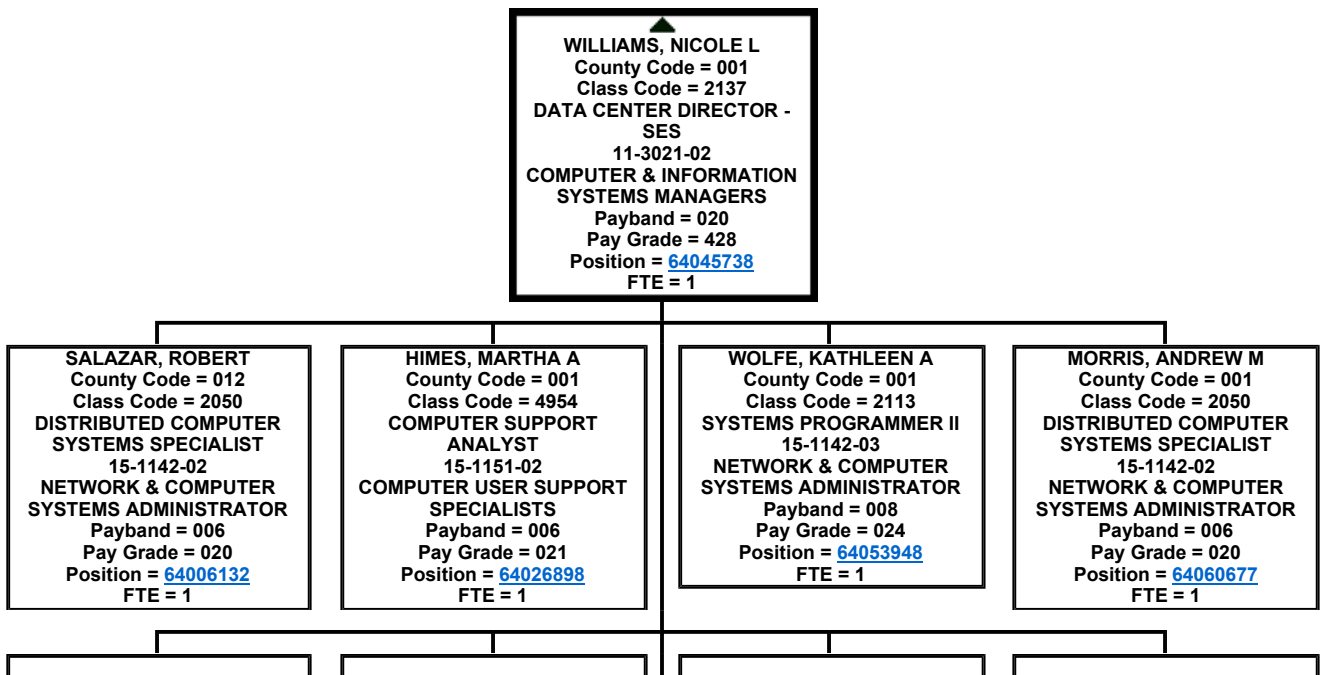 WILLIAMS, NICOLE L
County Code = 001
Class Code = 2137
DATA CENTER DIRECTOR -
SES
11-3021-02
COMPUTER & INFORMATION
SYSTEMS MANAGERS
Payband = 020
Pay Grade = 428
Position = 64045738
FTE = 1
SALAZAR, ROBERT
County Code = 012
Class Code = 2050
DISTRIBUTED COMPUTER
SYSTEMS SPECIALIST
15-1142-02
NETWORK & COMPUTER
SYSTEMS ADMINISTRATOR
Payband = 006
Pay Grade = 020
Position = 64006132
FTE = 1
HIMES, MARTHA A
County Code = 001
Class Code = 4954
COMPUTER SUPPORT
ANALYST
15-1151-02
COMPUTER USER SUPPORT
SPECIALISTS
Payband = 006
Pay Grade = 021
Position = 64026898
FTE = 1
WOLFE, KATHLEEN A
County Code = 001
Class Code = 2113
SYSTEMS PROGRAMMER II
15-1142-03
NETWORK & COMPUTER
SYSTEMS ADMINISTRATOR
Payband = 008
Pay Grade = 024
Position = 64053948
FTE = 1
MORRIS, ANDREW M
County Code = 001
Class Code = 2050
DISTRIBUTED COMPUTER
SYSTEMS SPECIALIST
15-1142-02
NETWORK & COMPUTER
SYSTEMS ADMINISTRATOR
Payband = 006
Pay Grade = 020
Position = 64060677
FTE = 1